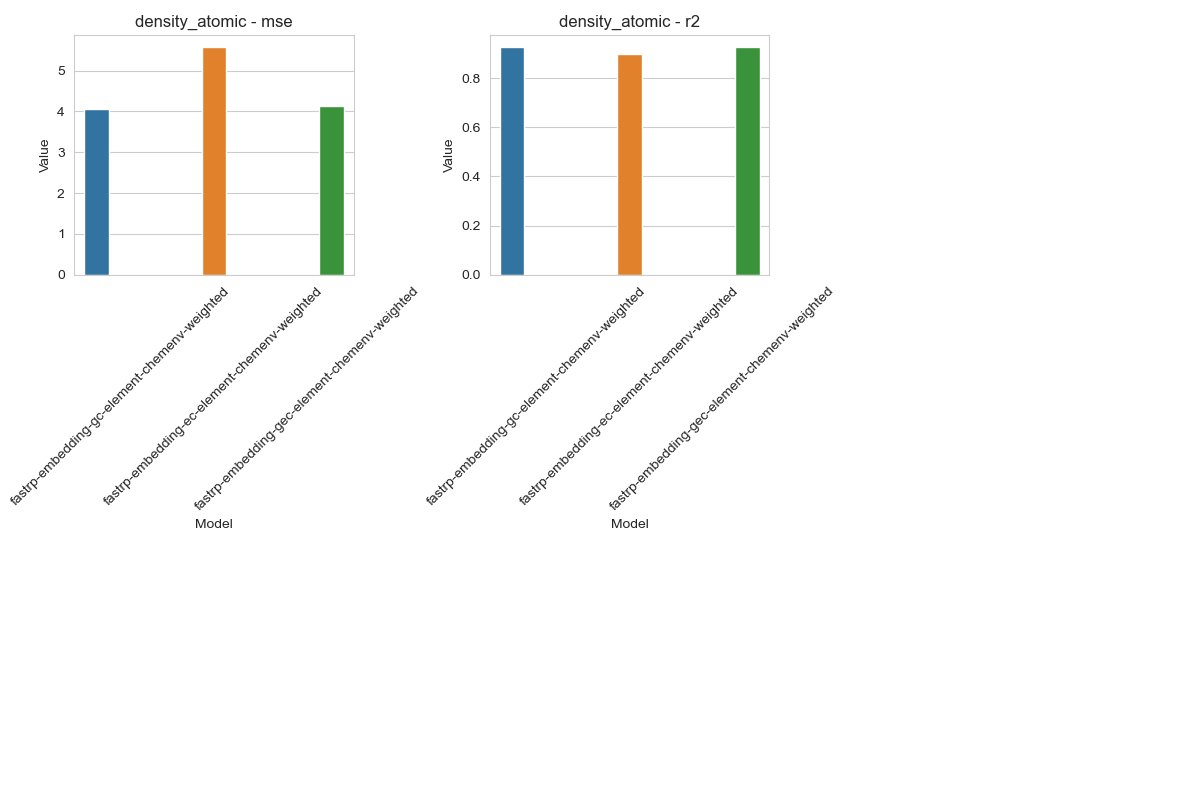 density_atomic - mse
Value
5
4
3
2
1
0
fastrp-embedding-gc-element-chemenv-weighted
fastrp-embedding-ec-element-chemenv-weighted
fastrp-embedding-gec-element-chemenv-weighted
Model
density_atomic - r2
Value
0.8
0.6
0.4
0.2
0.0
fastrp-embedding-gc-element-chemenv-weighted
fastrp-embedding-ec-element-chemenv-weighted
fastrp-embedding-gec-element-chemenv-weighted
Model